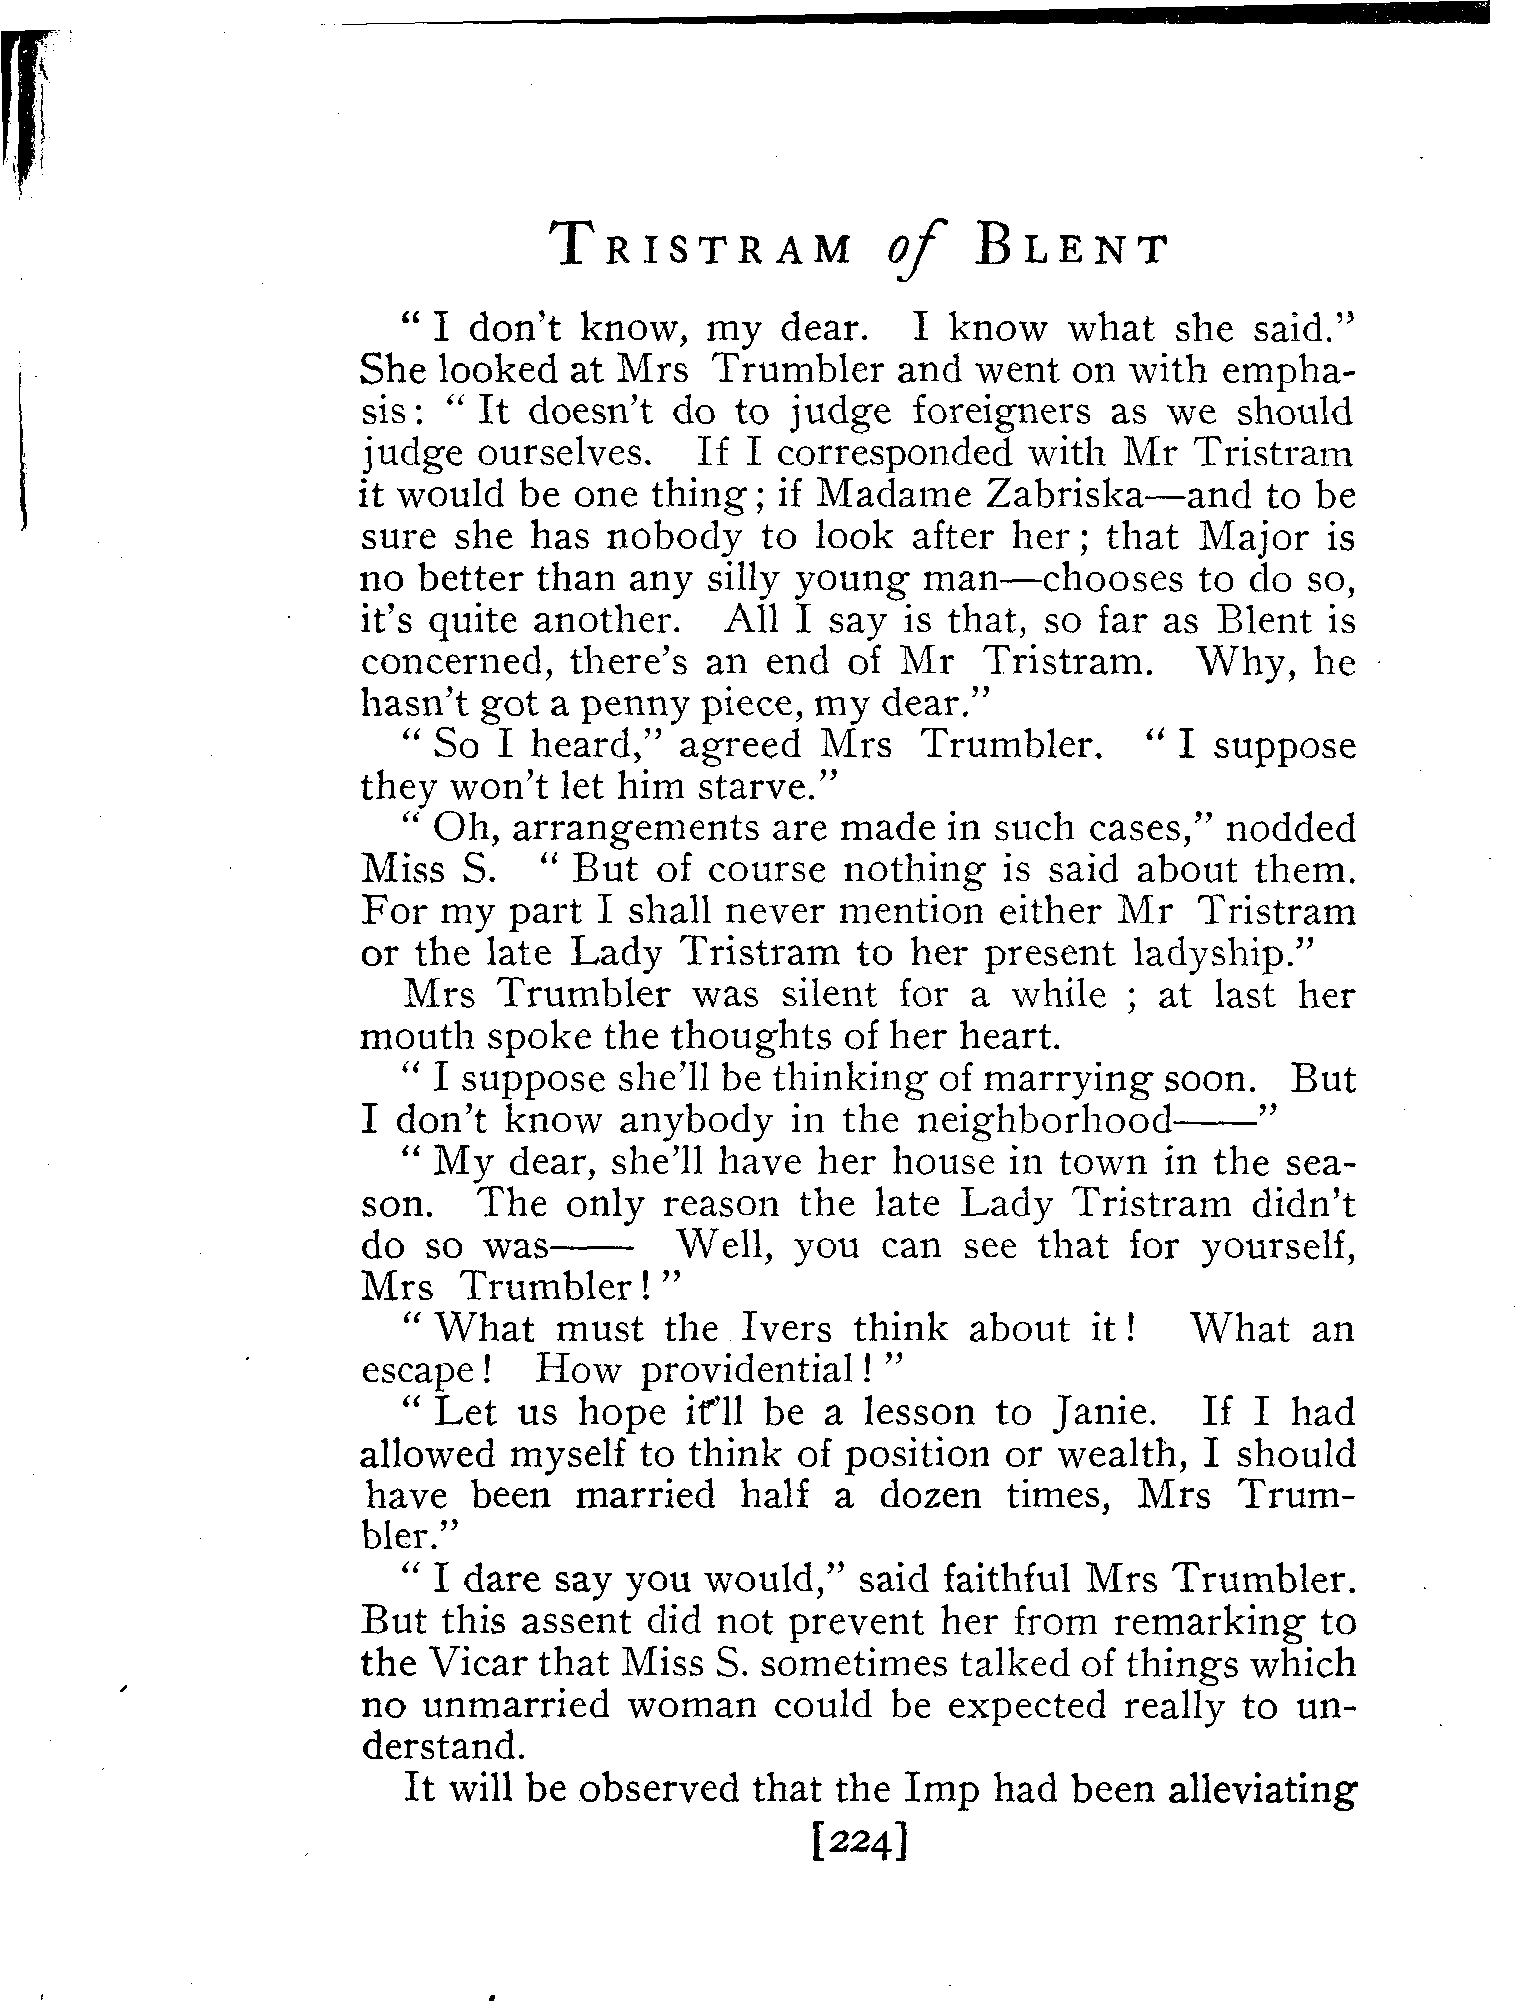 TRISTRAM of BLENT
" I don't know, my dear. I know what she said."
She looked at Mrs Trumbler and went on with empha-
sis: " It doesn't do to judge foreigners as we should
judge ourselves. If I corresponded with Mr Tristram
it would be one thing; if Madame Zabriska—and to be
sure she has nobody to look after her; that Major is
no better than any silly young man—chooses to do so,
it's quite another. All I say is that, so far as Blent is
concerned, there's an end of Mr Tristram. Why, he
hasn't got a penny piece, my dear."
" So I heard," agreed Mrs Trumbler. " I suppose
they won't let him starve."
" Oh, arrangements are made in such cases," nodded
Miss S. " But of course nothing is said about them.
For my part I shall never mention either Mr Tristram
or the late Lady Tristram to her present ladyship."
Mrs Trumbler was silent for a while ; at last her
mouth spoke the thoughts of her heart.
" I suppose she'll be thinking of marrying soon. But
I don't know anybody in the neighborhood——"
" My dear, she'll have her house in town in the sea-
son. The only reason the late Lady Tristram didn't
do so was—— Well, you can see that for yourself,
Mrs Trumbler! "
" What must the Ivers think about it! What an
escape! How providential! "
" Let us hope it'll be a lesson to Janie. If I had
allowed myself to think of position or wealth, I should
have been married half a dozen times, Mrs Trum-
bler."
" I dare say you would," said faithful Mrs Trumbler.
But this assent did not prevent her from remarking to
the Vicar that Miss S. sometimes talked of things which
no unmarried woman could be expected really to un-
derstand.
It will be observed that the Imp had been alleviating
[224]